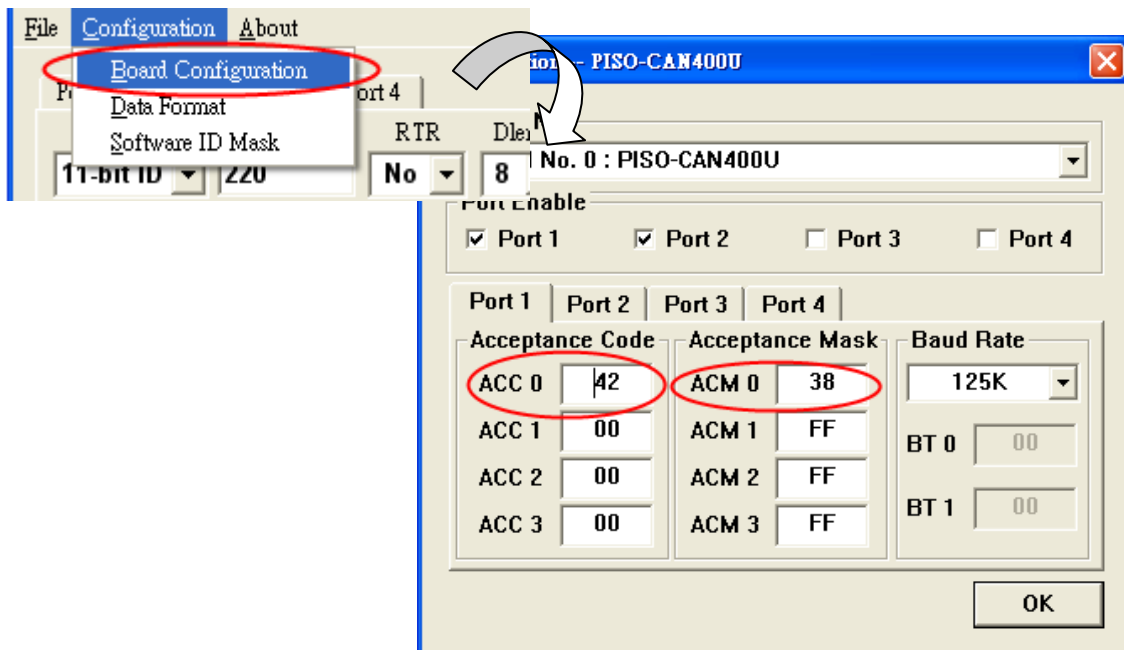 File Configuration About
Board Configuration
Data Format
Software ID Mask
ort 4
RTR
11-bit ID 220 No 8
- PISO-CAN400U
No. 0 : PISO-CAN400U
Port Enable
Port 1 Port 2 Port 3 Port 4
Port 1 Port 2 Port 3 Port 4
Acceptance Code Acceptance Mask Baud Rate
ACC 0 42 ACM 0 38 125K
ACC 1 00 ACM 1 FF BT 0 00
ACC 2 00 ACM 2 FF
ACC 3 00 ACM 3 FF BT 1 00
OK